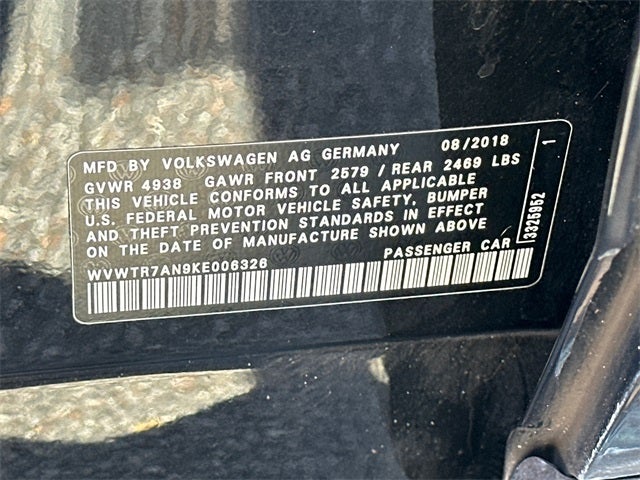 MFD BY VOLKSWAGEN AG GERMANY 08/2018
GVWR 4938 GAWR FRONT 2579 / REAR 2469 LBS
THIS VEHICLE CONFORMS TO ALL APPLICABLE
U.S. FEDERAL MOTOR VEHICLE SAFETY, BUMPER
AND THEFT PREVENTION STANDARDS IN EFFECT
ON THE DATE OF MANUFACTURE SHOWN ABOVE
WVWTR7AN9KE006326 PASSENGER CAR
3325952 1